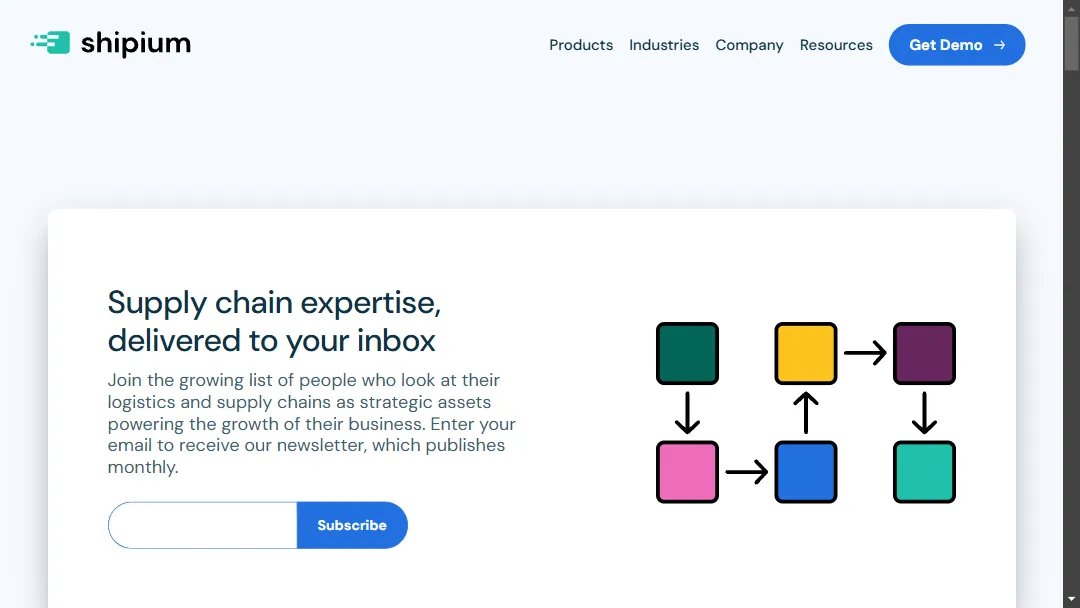 shipium
Products Industries Company Resources Get Demo →
Supply chain expertise,
delivered to your inbox
Join the growing list of people who look at their
logistics and supply chains as strategic assets
powering the growth of their business. Enter your
email to receive our newsletter, which publishes
monthly.
Subscribe